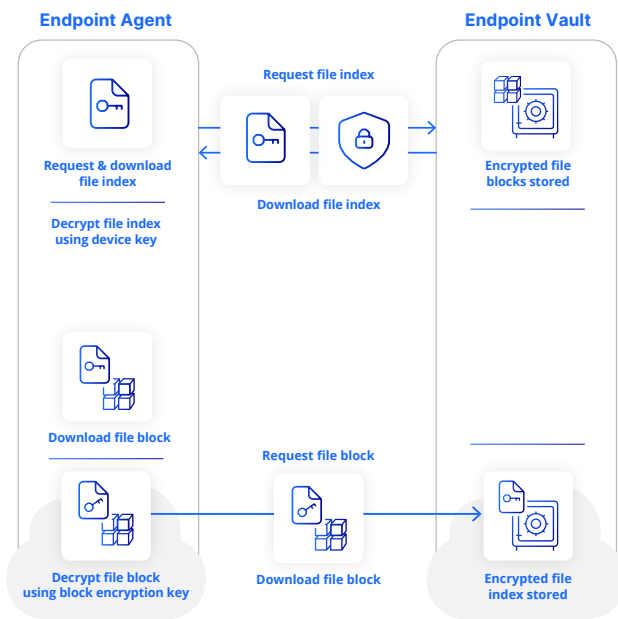 Endpoint Agent
Endpoint Vault
Request file index
Request & download
file index
Encrypted file
blocks stored
Download file index
Decrypt file index
using device key
Download file block
Request file block
Decrypt file block
using block encryption key
Download file block
Encrypted file
index stored